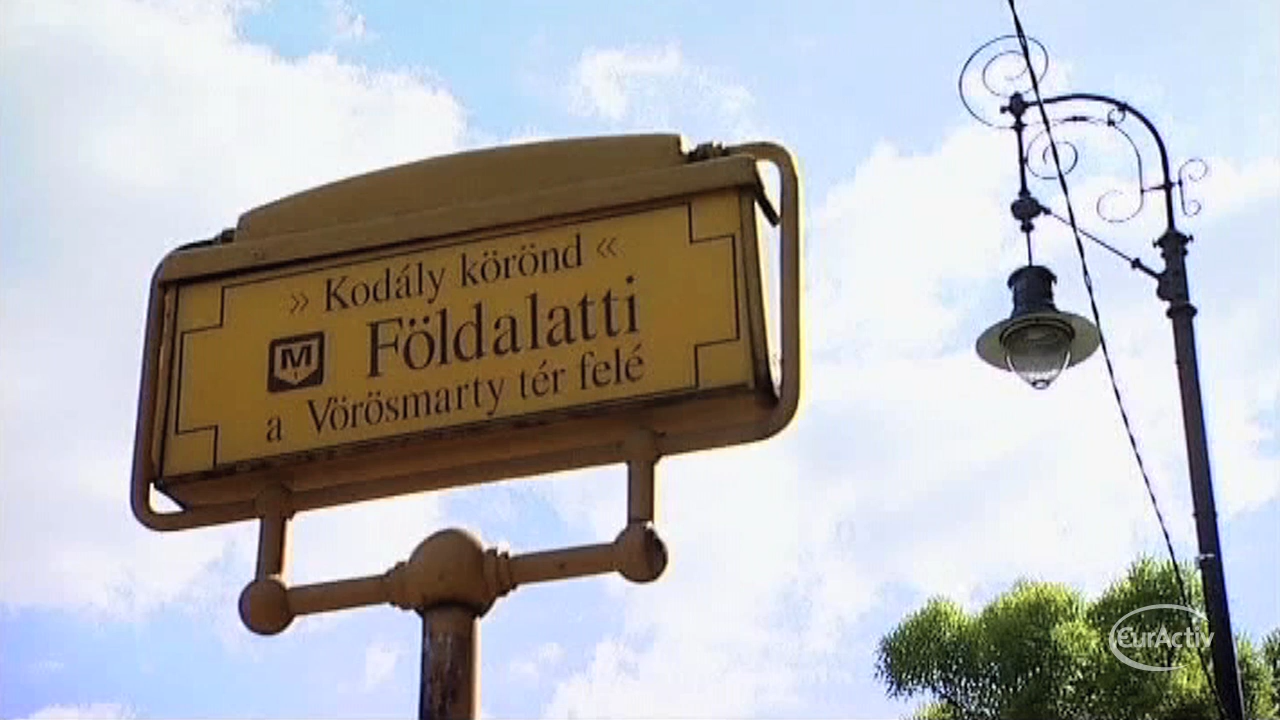 » Kodály körönd «
M Földalatti
a Vörösmarty tér felé
EurActiv